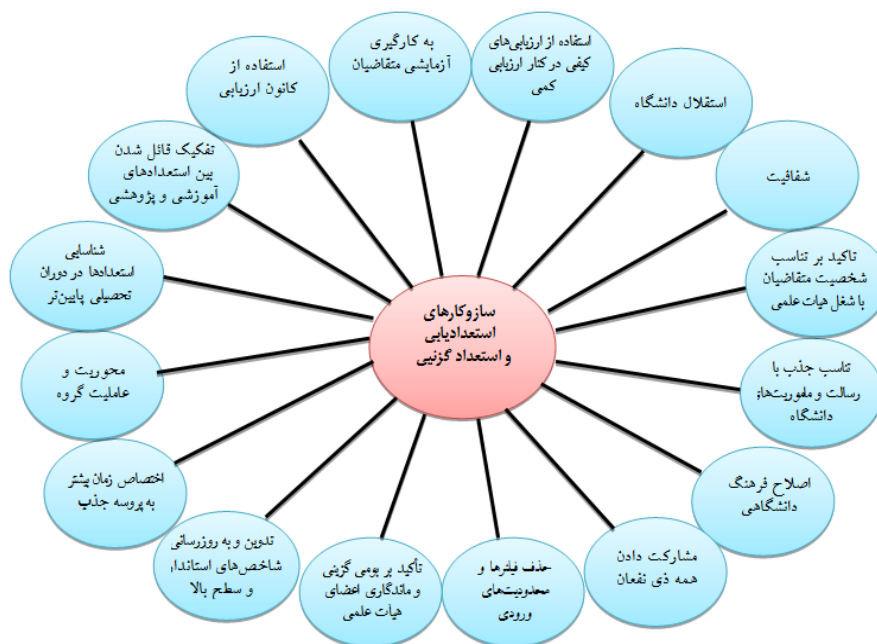 سازوکارهای
استعدادیابی
و استعداد گزنیی
استفاده از ارزیابی‌های
کیفی در کنار ارزیابی
کمی
استقلال دانشگاه
شفافیت
تاکید بر تناسب
شخصیت متقاضیان
با شغل هیات علمی
تناسب جذب با
رسالت و ماموریت‌های
دانشگاه
اصلاح فرهنگ
دانشگاهی
مشارکت دادن
همه ذی نفعان
حذف فیلترها و
محدودیت‌های
ورودی
تأکید بر بومی گزینی
و ماندگاری اعضای
هیأت علمی
تدوین و به روزرسانی
شاخص‌های استاندار
و سطح بالا
اختصاص زمان بیشتر
به پروسه جذب
محوریت و
عاملیت گروه
شناسایی
استعدادها در دوران
تحصیلی پایین‌تر
تفکیک قائل شدن
بین استعدادهای
آموزشی و پژوهشی
استفاده از
کانون ارزیابی
به کارگیری
آزمایشی متقاضیان